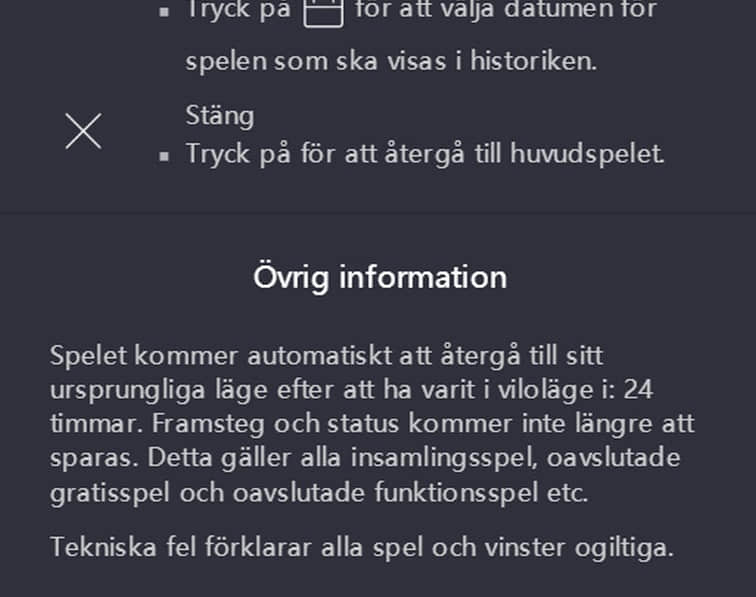 ▪ Tryck på för att välja datumen för
spelen som ska visas i historiken.
Stäng
▪ Tryck på för att återgå till huvudspelet.
Övrig information
Spelet kommer automatiskt att återgå till sitt
ursprungliga läge efter att ha varit i viloläge i: 24
timmar. Framsteg och status kommer inte längre att
sparas. Detta gäller alla insamlingsspel, oavslutade
gratisspel och oavslutade funktionsspel etc.
Tekniska fel förklarar alla spel och vinster ogiltiga.